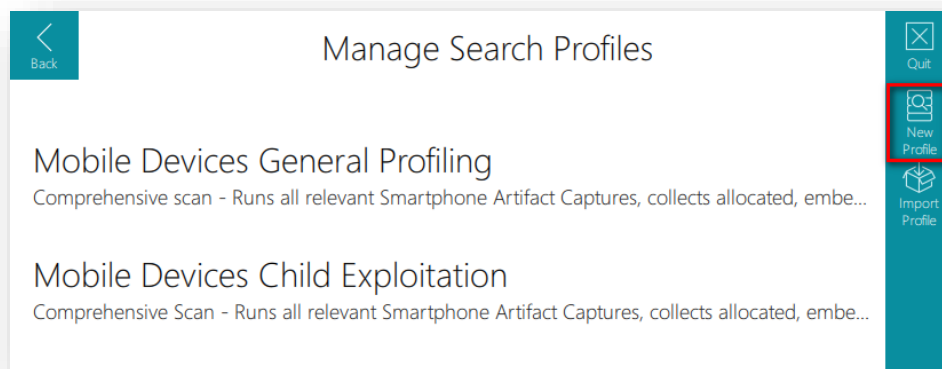 Back
Manage Search Profiles
Quit
New
Profile
Import
Profile
Mobile Devices General Profiling
Comprehensive scan - Runs all relevant Smartphone Artifact Captures, collects allocated, embe...
Mobile Devices Child Exploitation
Comprehensive Scan - Runs all relevant Smartphone Artifact Captures, collects allocated, embe...